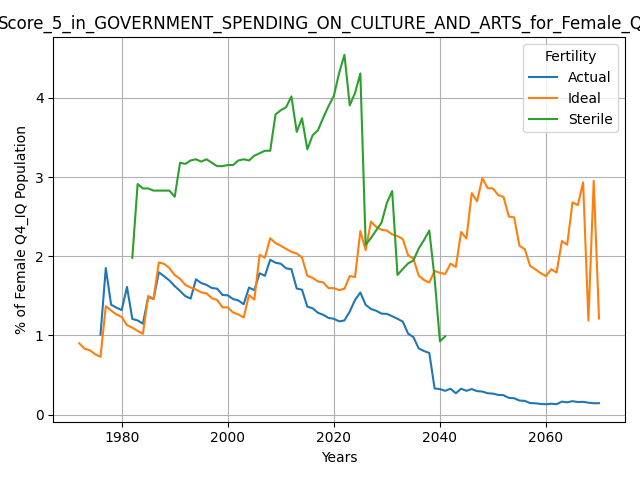 Score_5_in_GOVERNMENT_SPENDING_ON_CULTURE_AND_ARTS_for_Female_Q
Fertility
Actual
Ideal
Sterile
% of Female Q4_IQ Population
4
3
2
1
0
1980 2000 2020 2040 2060
Years